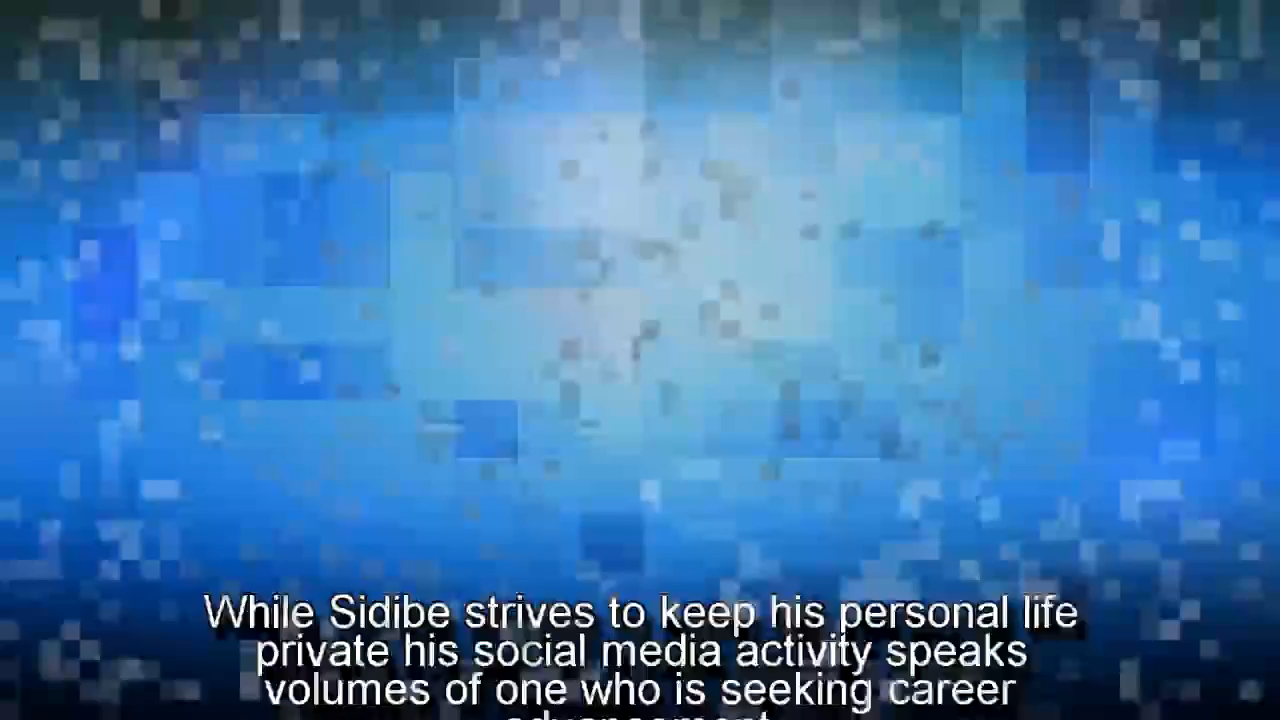 While Sidibe strives to keep his personal life
private his social media activity speaks
volumes of one who is seeking career
advancement